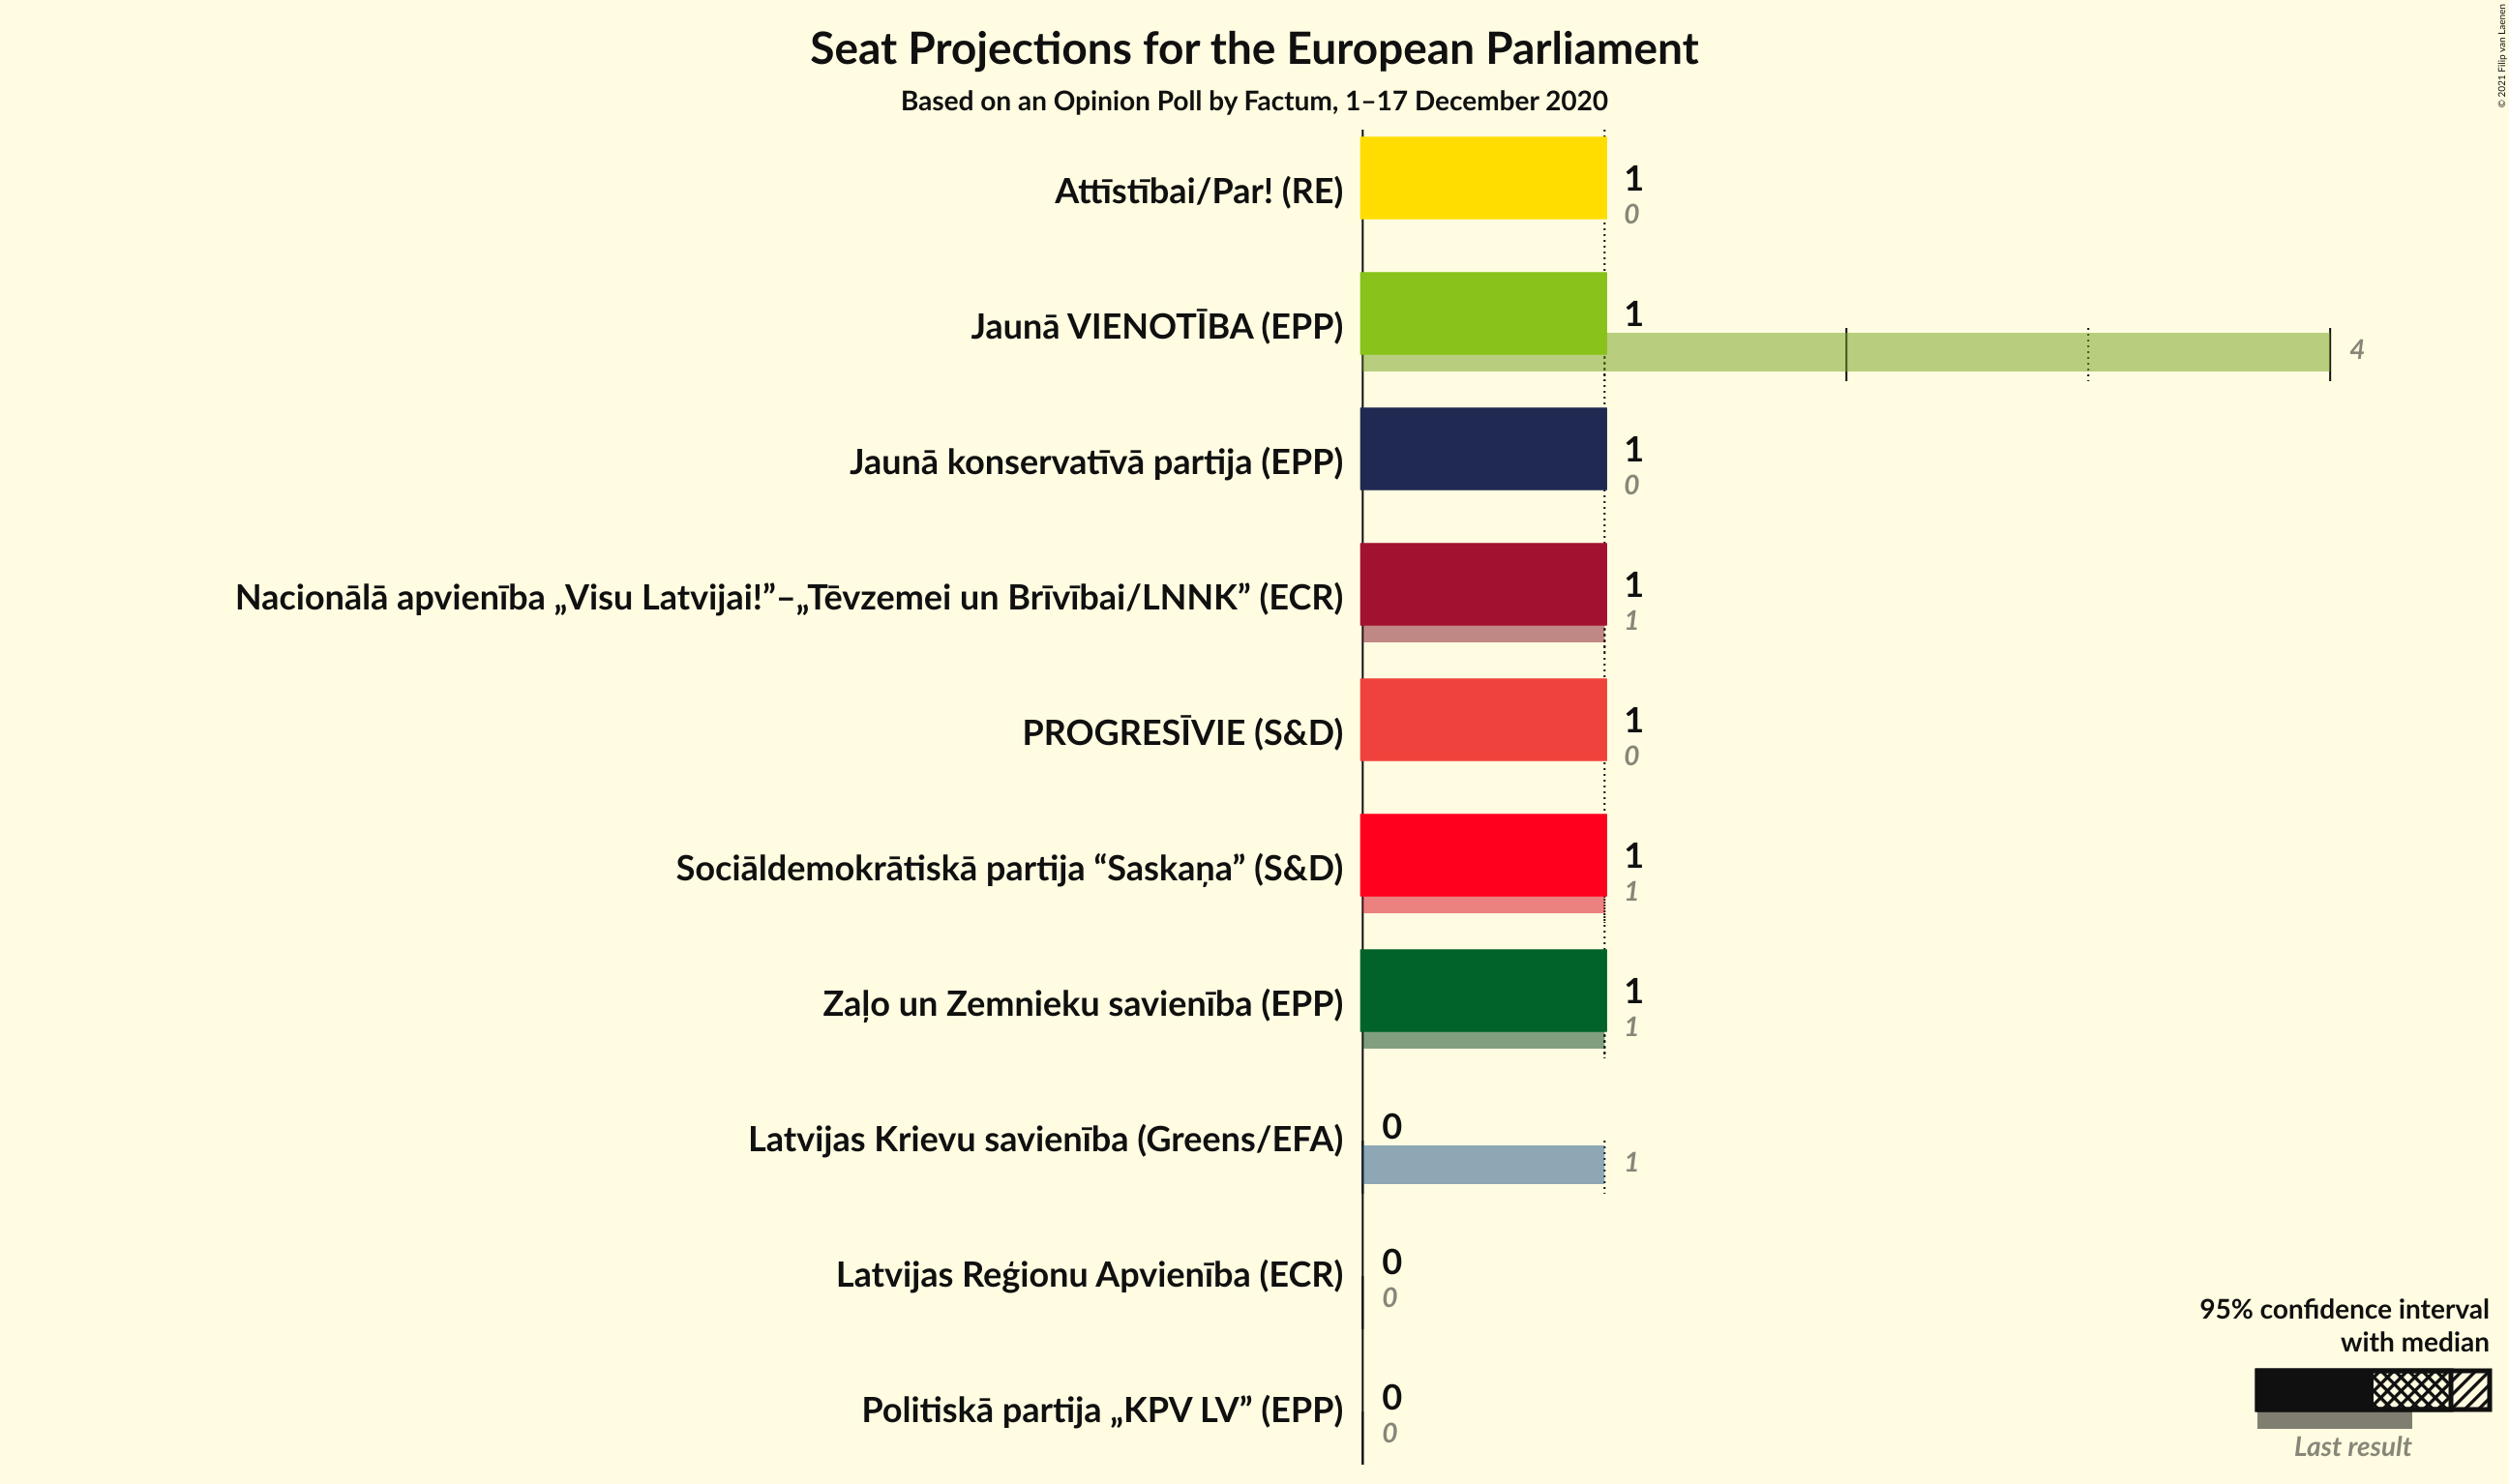 Seat Projections for the European Parliament
Based on an Opinion Poll by Factum, 1–17 December 2020
© 2021 Filip van Laenen
Attīstībai/Par! (RE)
1
0
Jaunā VIENOTĪBA (EPP)
1
4
Jaunā konservatīvā partija (EPP)
1
0
Nacionālā apvienība „Visu Latvijai!”–„Tēvzemei un Brīvībai/LNNK” (ECR)
1
1
PROGRESĪVIE (S&D)
1
0
Sociāldemokrātiskā partija “Saskaņa” (S&D)
1
1
Zaļo un Zemnieku savienība (EPP)
1
1
Latvijas Krievu savienība (Greens/EFA)
0
1
Latvijas Reģionu Apvienība (ECR)
0
0
Politiskā partija „KPV LV” (EPP)
0
0
95% confidence interval
with median
Last result